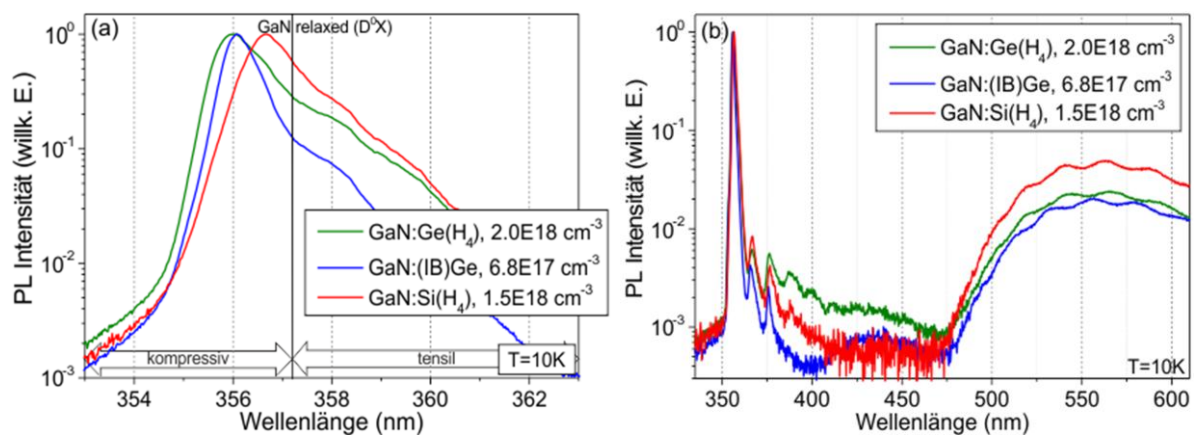 (a)
GaN relaxed (D⁰X)
PL Intensität (willk. E.)
10⁰
10⁻¹
10⁻²
10⁻³
GaN:Ge(H₄), 2.0E18 cm⁻³
GaN:(IB)Ge, 6.8E17 cm⁻³
GaN:Si(H₄), 1.5E18 cm⁻³
kompressiv
tensil
T=10K
354 356 358 360 362
Wellenlänge (nm)
(b)
PL Intensität (willk. E.)
10⁰
10⁻¹
10⁻²
10⁻³
GaN:Ge(H₄), 2.0E18 cm⁻³
GaN:(IB)Ge, 6.8E17 cm⁻³
GaN:Si(H₄), 1.5E18 cm⁻³
T=10K
350 400 450 500 550 600
Wellenlänge (nm)